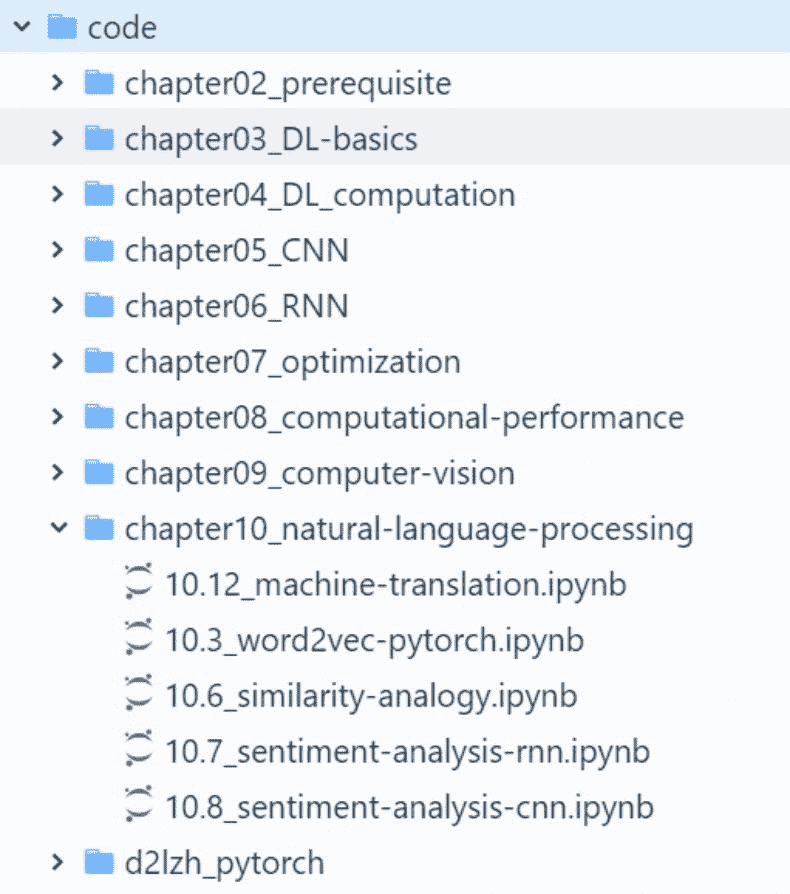 code
chapter02_prerequisite
chapter03_DL-basics
chapter04_DL_computation
chapter05_CNN
chapter06_RNN
chapter07_optimization
chapter08_computational-performance
chapter09_computer-vision
chapter10_natural-language-processing
10.12_machine-translation.ipynb
10.3_word2vec-pytorch.ipynb
10.6_similarity-analogy.ipynb
10.7_sentiment-analysis-rnn.ipynb
10.8_sentiment-analysis-cnn.ipynb
d2lzh_pytorch